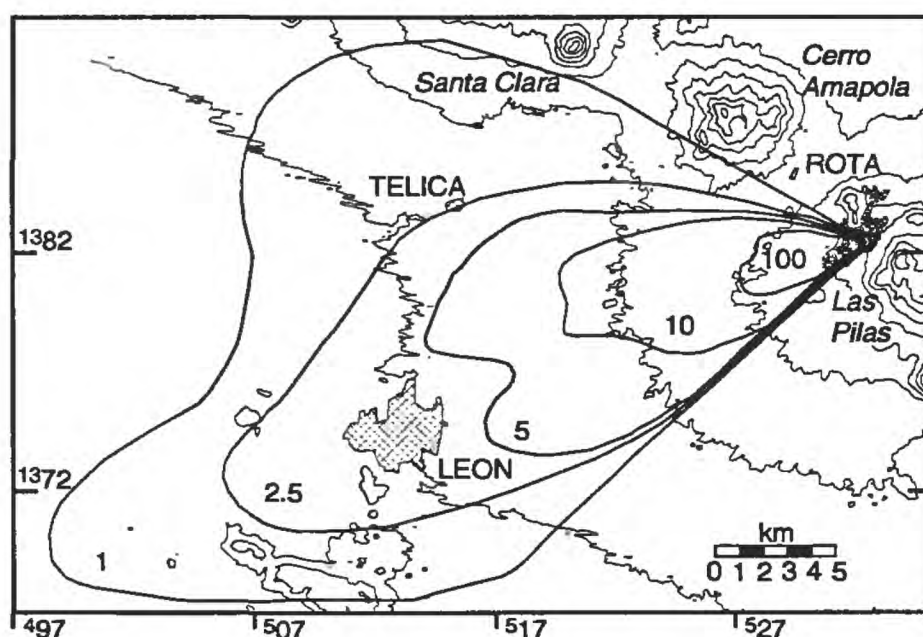 Cerro
Amapola
Santa Clara
ROTA
TELICA
1382
100
Las
Pilas
10
5
LEON
1372
2.5
km
1
0 1 2 3 4 5
497
507
517
527